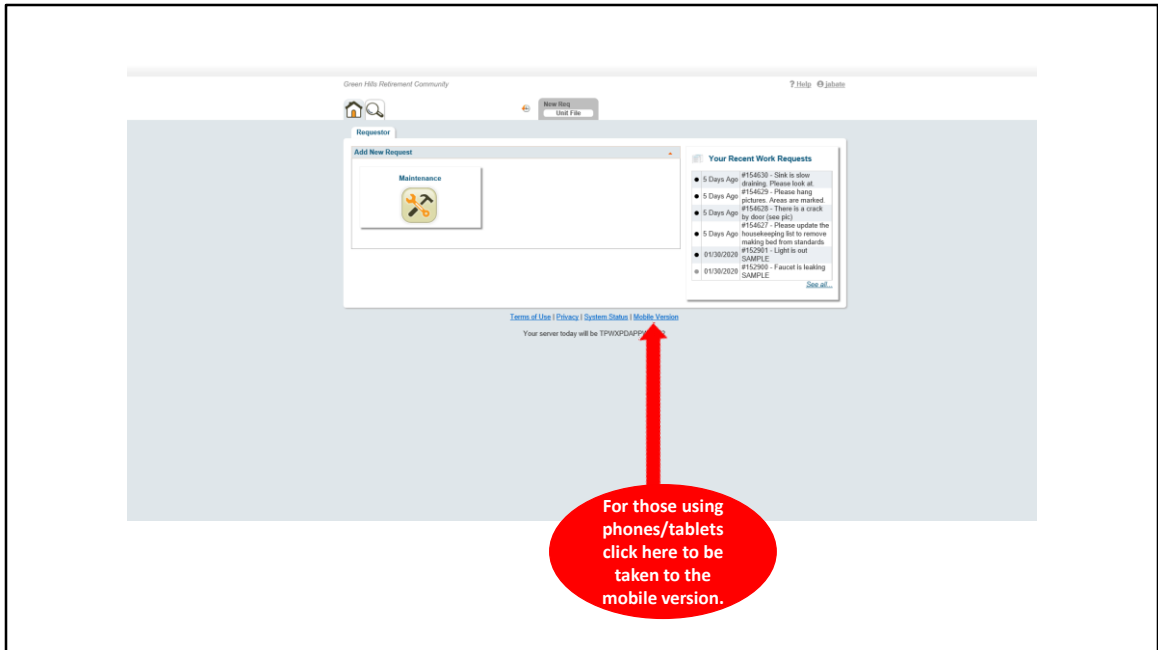 Green Hills Retirement Community
? Help jabate
New Req
Unit File
Requestor
Add New Request
Maintenance
Your Recent Work Requests
5 Days Ago #154630 - Sink is slow
draining. Please look at.
5 Days Ago #154629 - Please hang
pictures. Areas are marked.
5 Days Ago #154628 - There is a crack
by door (see pic)
5 Days Ago #154627 - Please update the
housekeeping list to remove
making bed from standards
01/30/2020 #152901 - Light is out
SAMPLE
01/30/2020 #152900 - Faucet is leaking
SAMPLE
See all...
Terms of Use | Privacy | System Status | Mobile Version
Your server today will be
For those using
phones/tablets
click here to be
taken to the
mobile version.